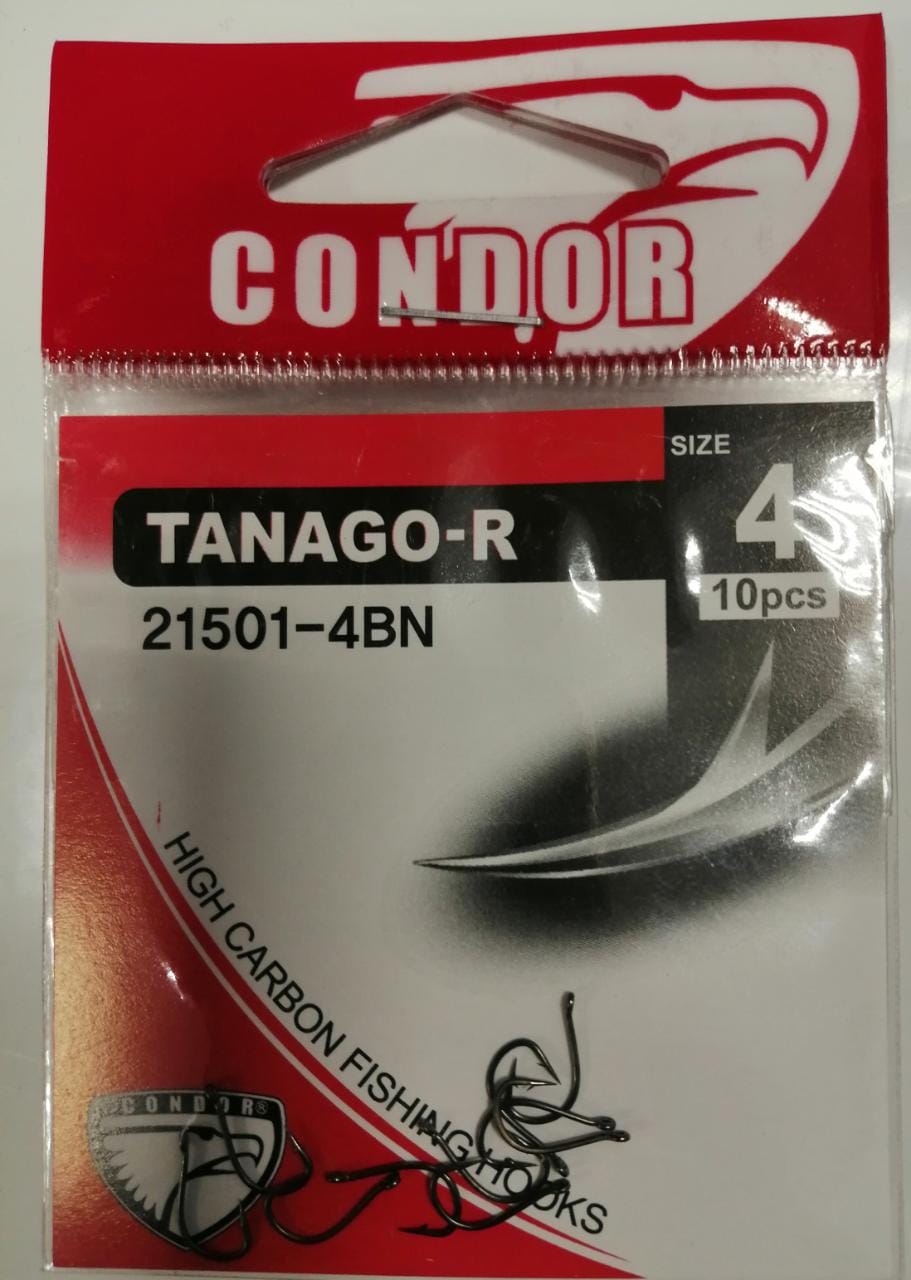 CONDOR
SIZE
4
10pcs
TANAGO-R
21501-4BN
HIGH CARBON FISHING HOOKS
CONDOR®